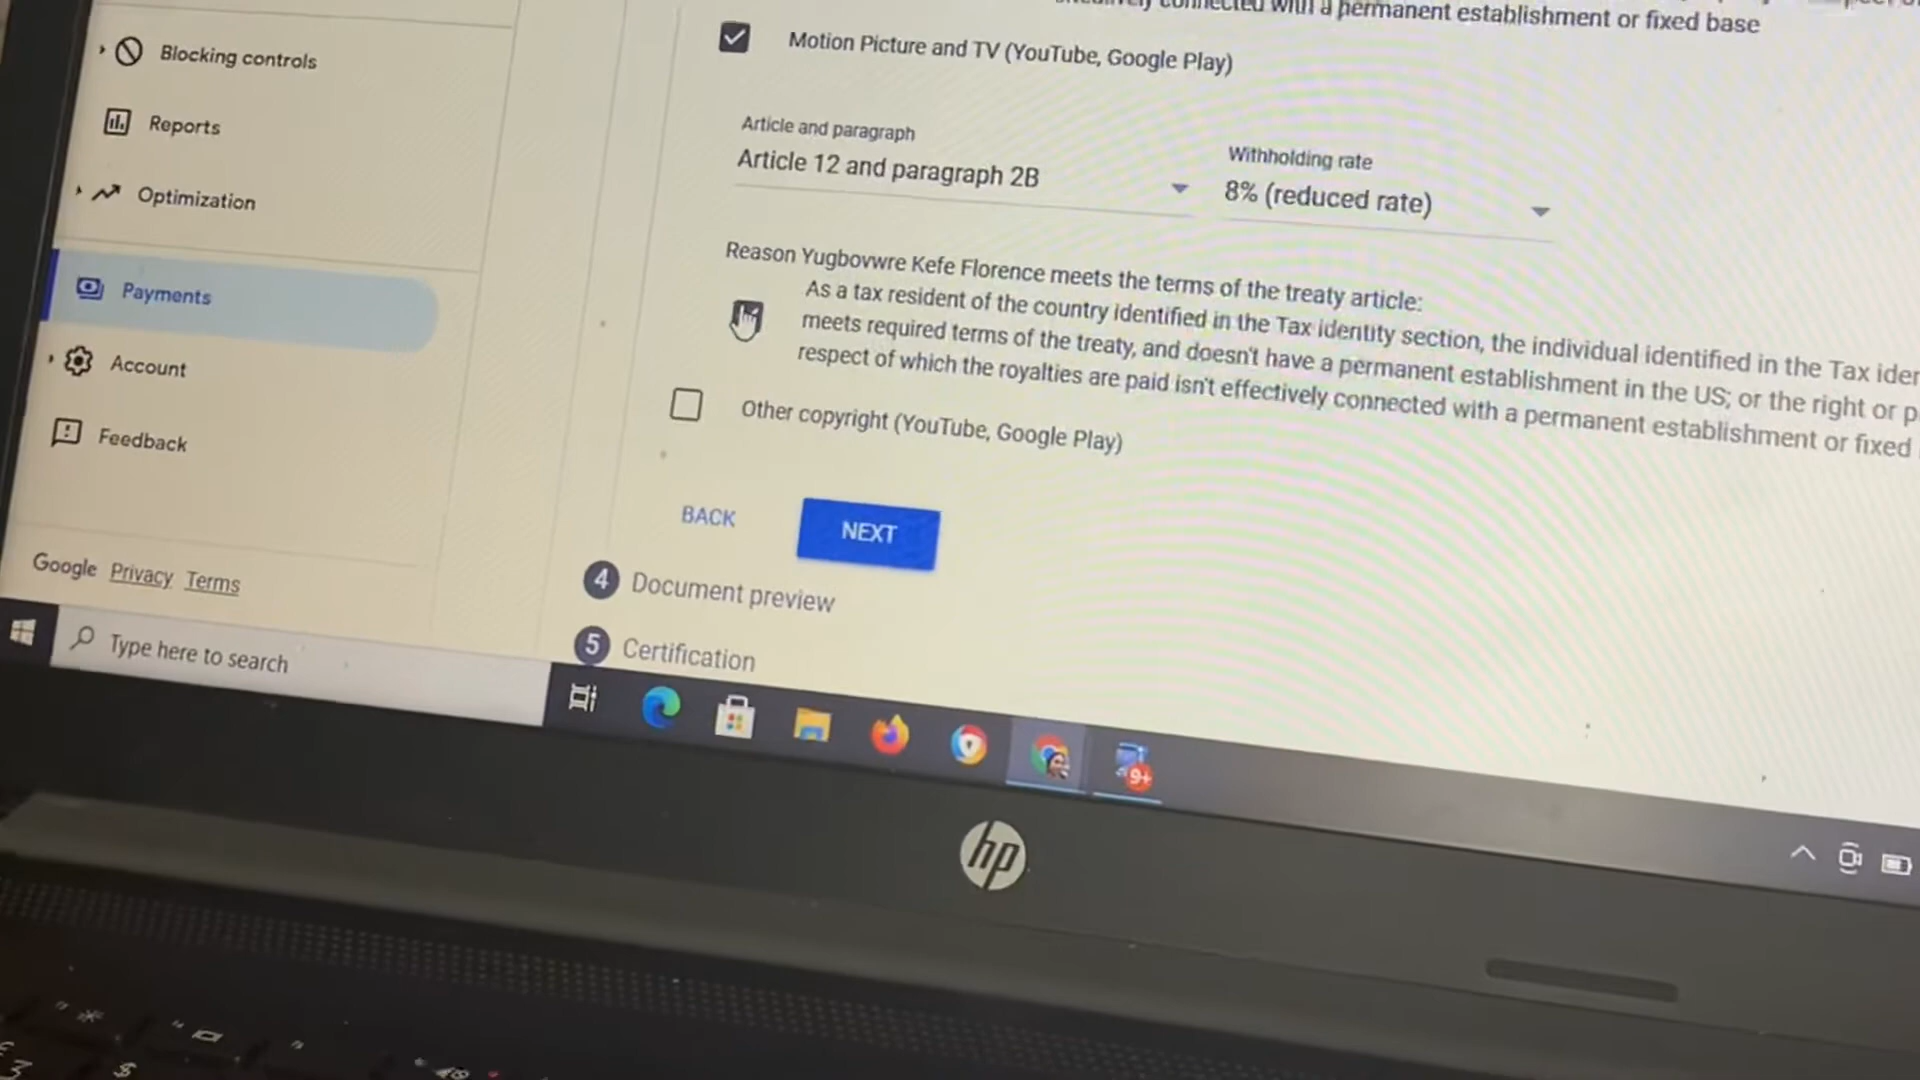 effectively connected with a permanent establishment or fixed base
Motion Picture and TV (YouTube, Google Play)
Article and paragraph
Article 12 and paragraph 2B
Withholding rate
8% (reduced rate)
Reason Yugbovwre Kefe Florence meets the terms of the treaty article:
As a tax resident of the country identified in the Tax identity section, the individual identified in the Tax
meets required terms of the treaty, and doesn't have a permanent establishment in the US; or the right or
respect of which the royalties are paid isn't effectively connected with a permanent establishment or fixed
Other copyright (YouTube, Google Play)
BACK
NEXT
4 Document preview
5 Certification
Blocking controls
Reports
Optimization
Payments
Account
Feedback
Google Privacy Terms
Type here to search
9+
hp
£
3
$